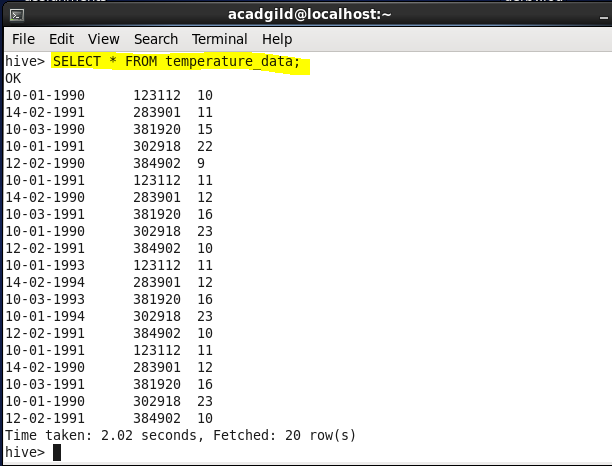 acadgild@localhost:~
File Edit View Search Terminal Help
hive> SELECT * FROM temperature_data;
OK
10-01-1990 123112 10
14-02-1991 283901 11
10-03-1990 381920 15
10-01-1991 302918 22
12-02-1990 384902 9
10-01-1991 123112 11
14-02-1990 283901 12
10-03-1991 381920 16
10-01-1990 302918 23
12-02-1991 384902 10
10-01-1993 123112 11
14-02-1994 283901 12
10-03-1993 381920 16
10-01-1994 302918 23
12-02-1991 384902 10
10-01-1991 123112 11
14-02-1990 283901 12
10-03-1991 381920 16
10-01-1990 302918 23
12-02-1991 384902 10
Time taken: 2.02 seconds, Fetched: 20 row(s)
hive>